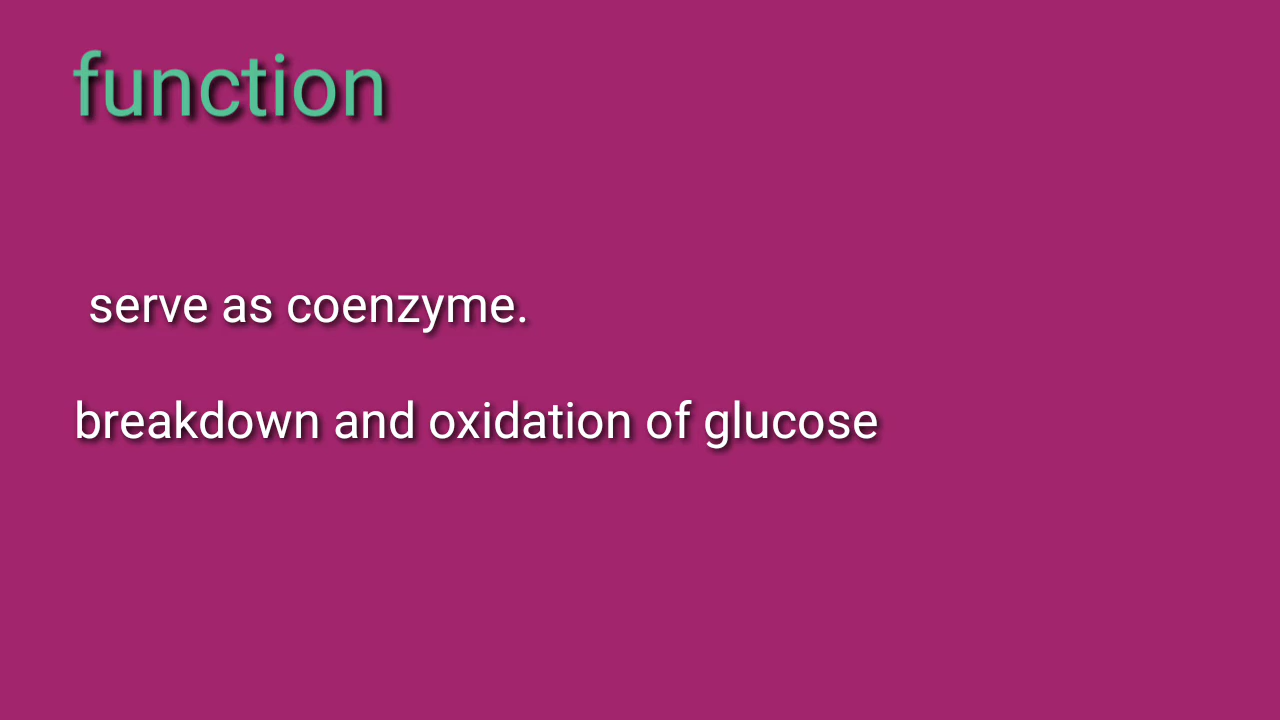 function
serve as coenzyme.
breakdown and oxidation of glucose